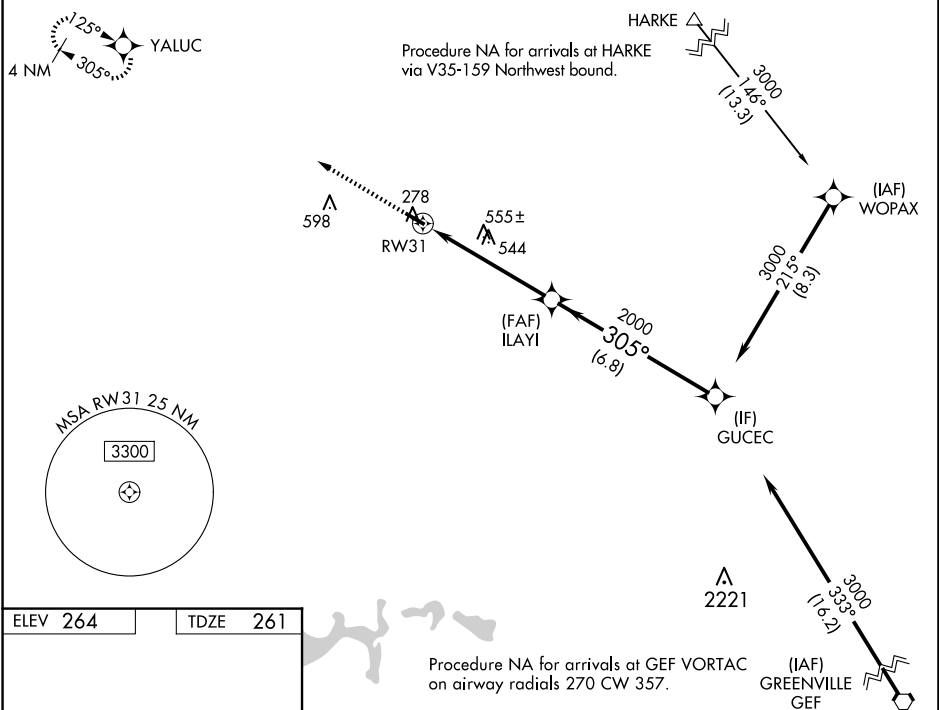 125°
YALUC
4 NM
305°
HARKE
Procedure NA for arrivals at HARKE
via V35-159 Northwest bound.
3000
146°
(13.3)
(IAF)
WOPAX
598
278
RW31
555±
544
3000
215°
(8.3)
(FAF)
ILAYI
2000
305°
(6.8)
(IF)
GUCEC
MSA RW31 25 NM
3300
2221
3000
333°
(16.2)
ELEV 264
TDZE 261
Procedure NA for arrivals at GEF VORTAC
on airway radials 270 CW 357.
(IAF)
GREENVILLE
GEF